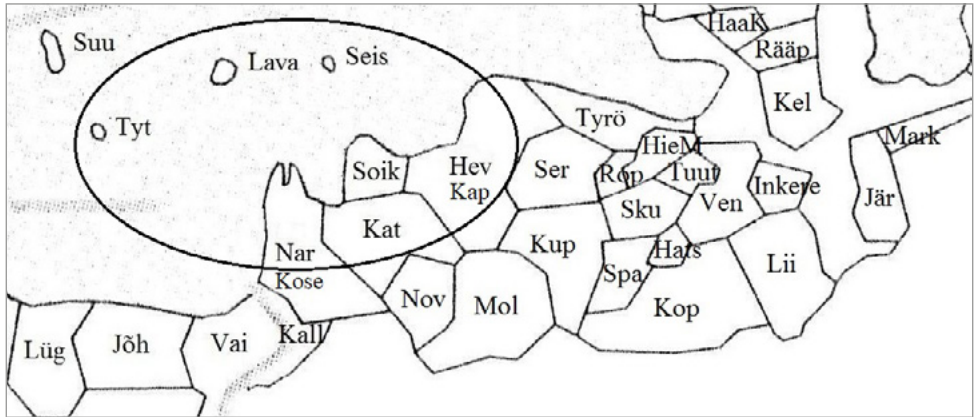 Suu
Lava
Seis
Tyt
HaaK
Rääp
Kel
Mark
Tyrö
HieM
Soik
Hev
Kap
Ser
Rop
Tuut
Inkere
Jär
Kat
Sku
Ven
Nar
Kose
Kup
Hats
Spa
Lii
Nov
Mol
Kop
Lüg
Jõh
Vai
Kall